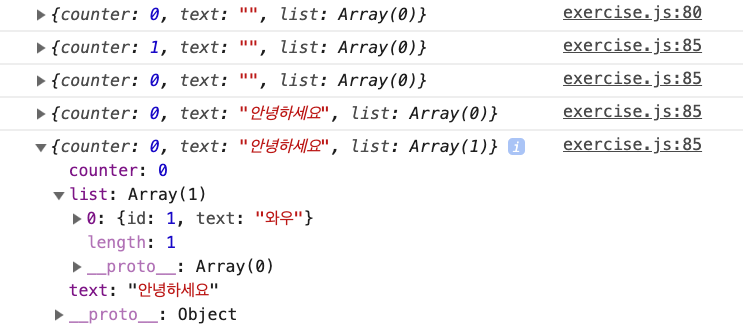 ▶{counter: 0, text: "", list: Array(0)} exercise.js:80
▶{counter: 1, text: "", list: Array(0)} exercise.js:85
▶{counter: 0, text: "", list: Array(0)} exercise.js:85
▶{counter: 0, text: "안녕하세요", list: Array(0)} exercise.js:85
▼{counter: 0, text: "안녕하세요", list: Array(1)} i exercise.js:85
counter: 0
▼list: Array(1)
▶0: {id: 1, text: "와우"}
length: 1
▶__proto__: Array(0)
text: "안녕하세요"
▶__proto__: Object